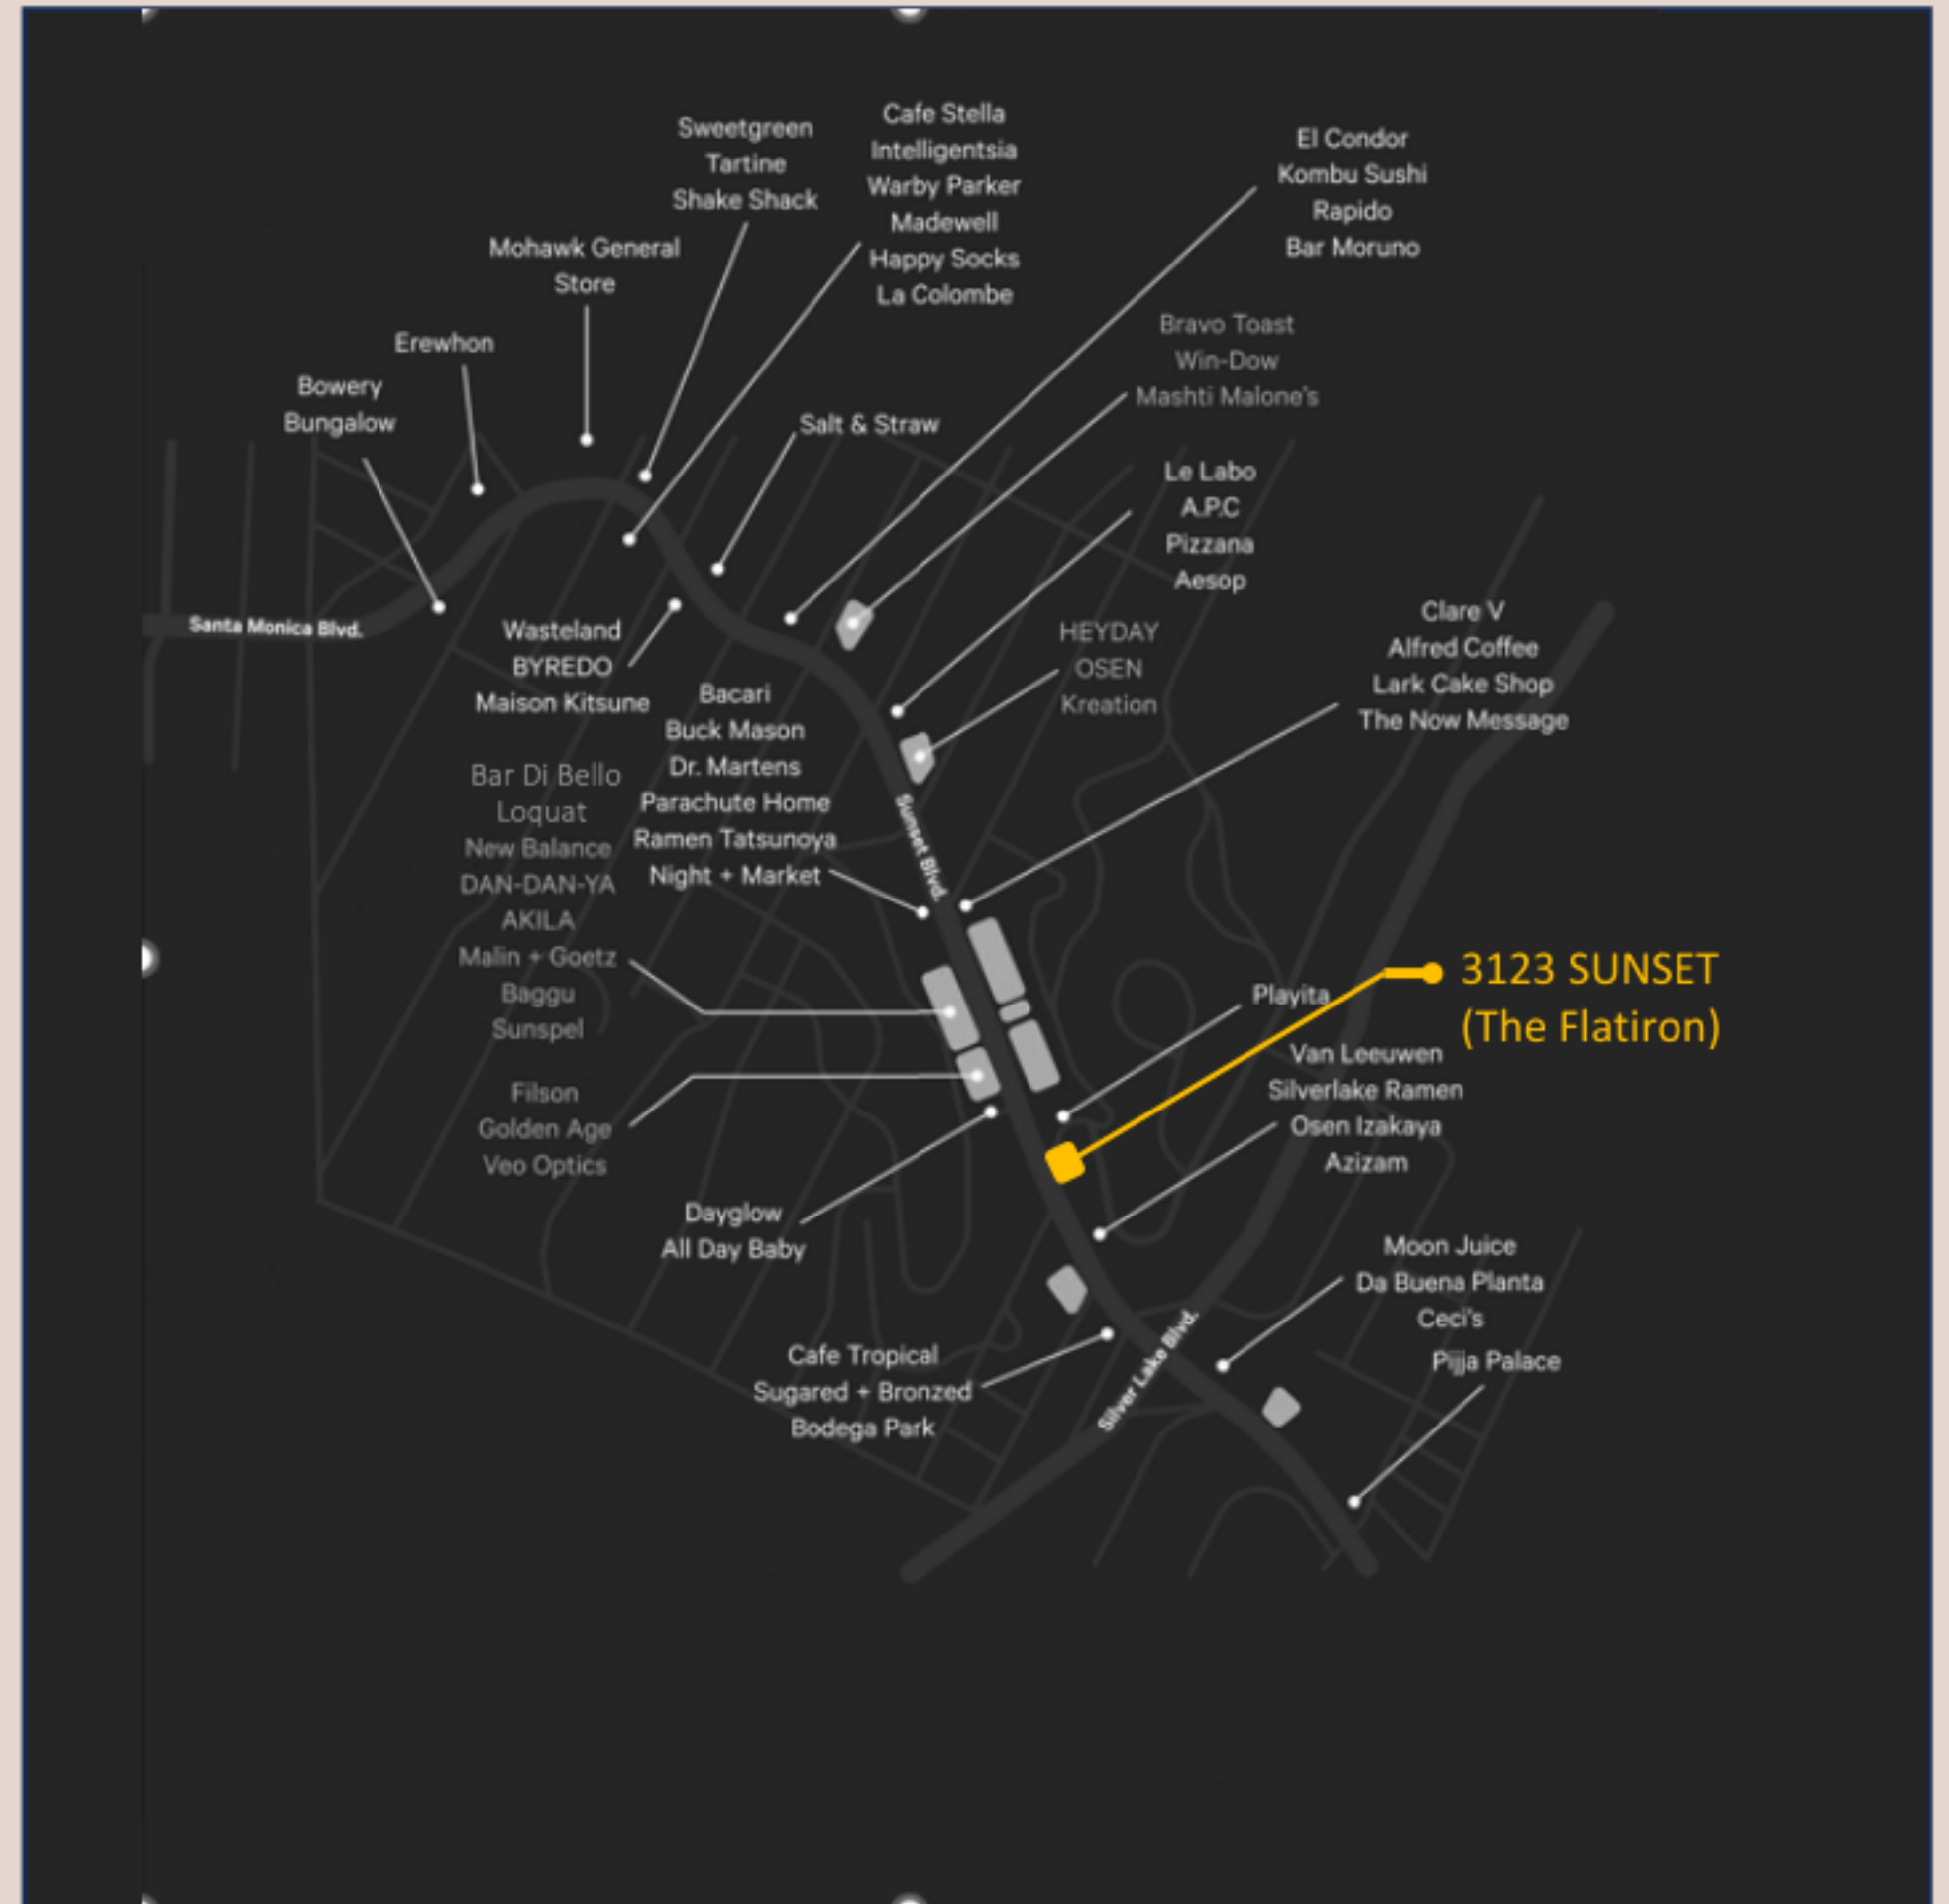 Cafe Stella
Intelligentsia
Warby Parker
Madewell
Happy Socks
La Colombe
Sweetgreen
Tartine
Shake Shack
El Condor
Kombu Sushi
Rapido
Bar Moruno
Mohawk General
Store
Erewhon
Bowery
Bungalow
Bravo Toast
Win-Dow
Mashti Malone's
Salt & Straw
Le Labo
A.P.C
Pizzana
Aesop
Santa Monica Blvd.
Wasteland
BYREDO
Maison Kitsune
HEYDAY
OSEN
Kreation
Clare V
Alfred Coffee
Lark Cake Shop
The Now Message
Bacari
Buck Mason
Dr. Martens
Parachute Home
Ramen Tatsunoya
Night + Market
Bar Di Bello
Loquat
New Balance
DAN-DAN-YA
AKILA
Malin + Goetz
Baggu
Sunspel
Sunset Blvd.
3123 SUNSET
(The Flatiron)
Playita
Van Leeuwen
Silverlake Ramen
Osen Izakaya
Azizam
Filson
Golden Age
Veo Optics
Dayglow
All Day Baby
Moon Juice
Da Buena Planta
Ceci's
Pijja Palace
Cafe Tropical
Sugared + Bronzed
Bodega Park
Silver Lake Blvd.